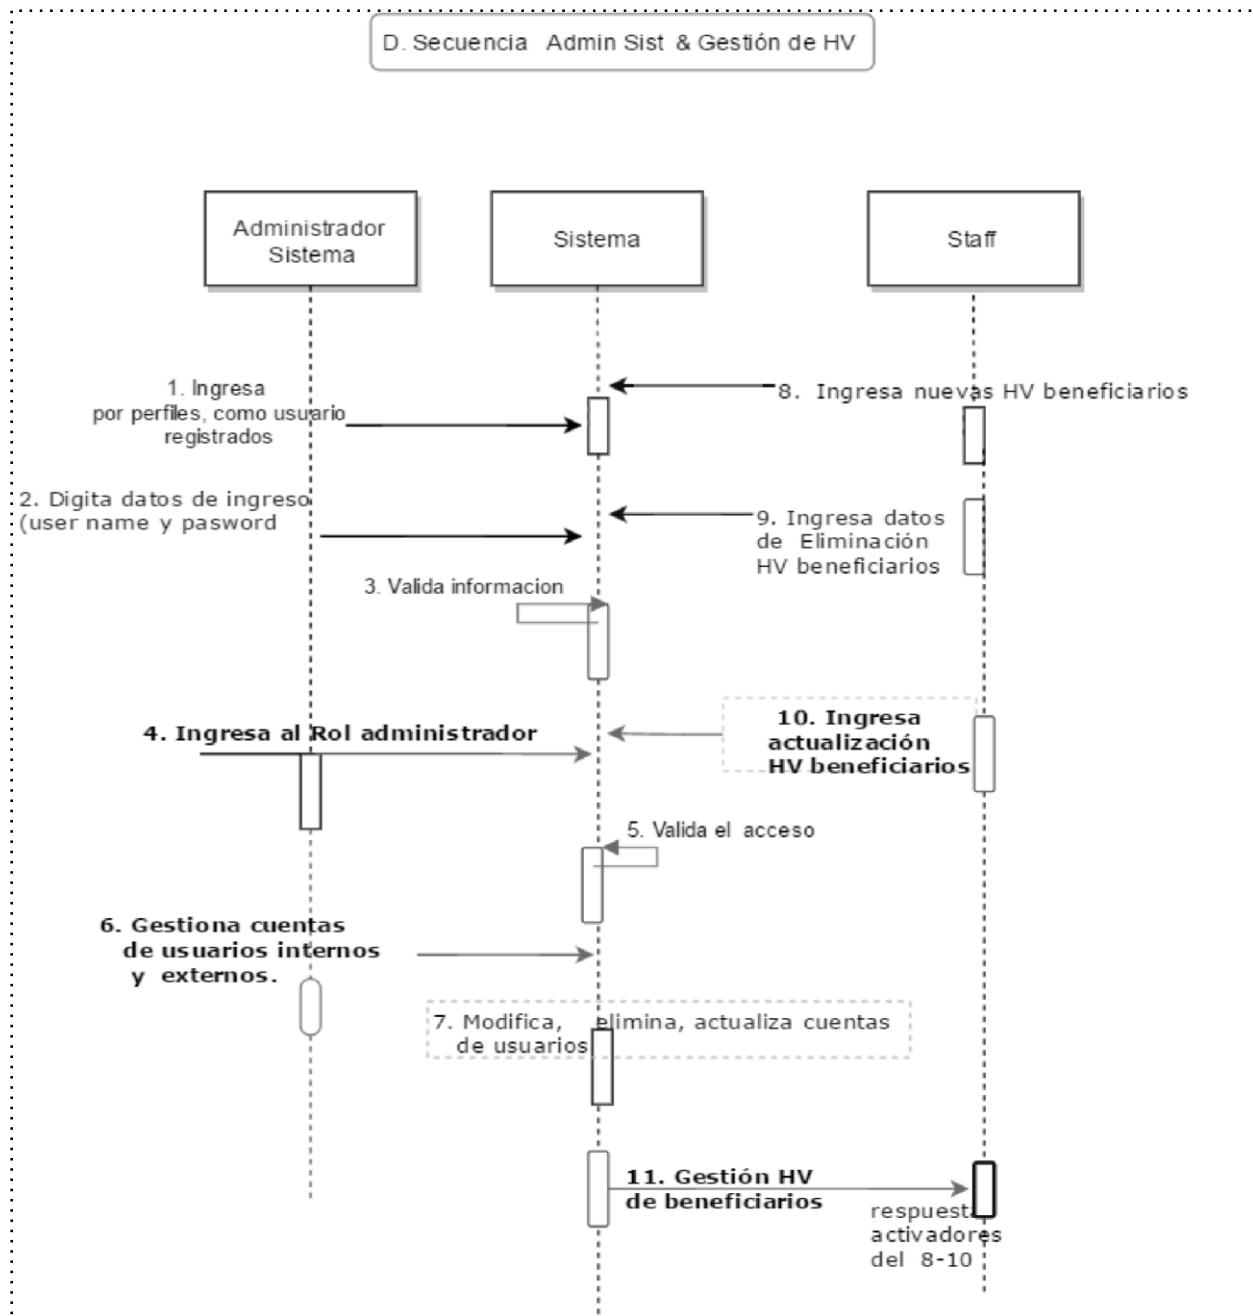 D. Secuencia Admin Sist & Gestión de HV
Administrador
Sistema
Sistema
Staff
1. Ingresa
por perfiles, como usuario
registrados
8. Ingresa nuevas HV beneficiarios
2. Digita datos de ingreso
(user name y pasword
9. Ingresa datos
de Eliminación
HV beneficiarios
3. Valida informacion
4. Ingresa al Rol administrador
10. Ingresa
actualización
HV beneficiarios
5. Valida el acceso
6. Gestiona cuentas
de usuarios internos
y externos.
7. Modifica, elimina, actualiza cuentas
de usuarios
11. Gestión HV
de beneficiarios
respuesta
activadores
del 8-10